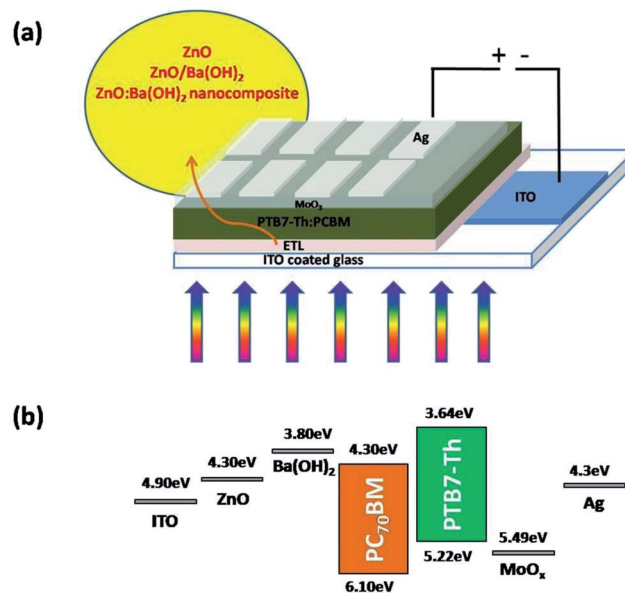 (a)
ZnO
ZnO/Ba(OH)₂
ZnO:Ba(OH)₂ nanocomposite
+ -
Ag
ITO
MoO₃
PTB7-Th:PCBM
ETL
ITO coated glass
(b)
3.64eV
3.80eV
4.30eV
4.30eV
4.90eV
Ba(OH)₂
4.3eV
ZnO
ITO
PC₇₀BM
PTB7-Th
Ag
5.22eV
5.49eV
MoOₓ
6.10eV